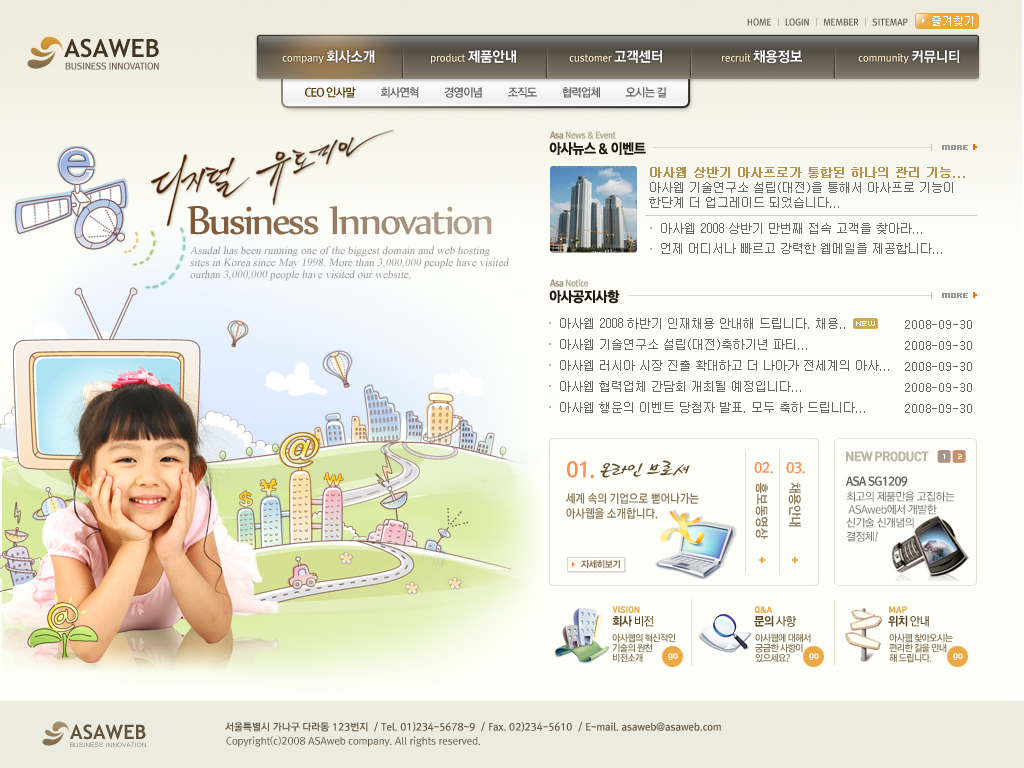 HOME | LOGIN | MEMBER | SITEMAP 즐겨찾기
ASAWEB
BUSINESS INNOVATION
company 회사소개 product 제품안내 customer 고객센터 recruit 채용정보 community 커뮤니티
CEO 인사말 회사연혁 경영이념 조직도 협력업체 오시는 길
디지털 유토피아
Business Innovation
Asadal has been running one of the biggest domain and web hosting
sites in Korea since May 1998. More than 3,000,000 people have visited
ourhan 3,000,000 people have visited our website,
e
@
$
¥
₩
@
Asa News & Event
아사뉴스 & 이벤트
MORE
아사웹 상반기 아사프로가 통합된 하나의 관리 기능...
아사웹 기술연구소 설립(대전)을 통해서 아사프로 기능이
한단계 더 업그레이드 되었습니다...
· 아사웹 2008 상반기 만번째 접속 고객을 찾아라...
· 언제 어디서나 빠르고 강력한 웹메일을 제공합니다...
Asa Notice
아사공지사항
MORE
· 아사웹 2008 하반기 인재채용 안내해 드립니다. 채용.. NEW 2008-09-30
· 아사웹 기술연구소 설립(대전)축하기년 파티... 2008-09-30
· 아사웹 러시아 시장 진출 확대하고 더 나아가 전세계의 아사... 2008-09-30
· 아사웹 협력업체 간담회 개최될 예정입니다... 2008-09-30
· 아사웹 행운의 이벤트 당첨자 발표. 모두 축하 드립니다... 2008-09-30
01. 온라인 브로셔
세계 속의 기업으로 뻗어나가는
아사웹을 소개합니다.
자세히보기
02. 홍보동영상 +
03. 채용안내 +
NEW PRODUCT 1 2
ASA SG1209
최고의 제품만을 고집하는
ASAweb에서 개발한
신기술 신개념의
결정체!
VISION
회사 비전
아사웹의 혁신적인
기술의 원천
비전소개
go
Q&A
문의 사항
아사웹에 대해서
궁금한 사항이
있으세요?
go
MAP
위치 안내
아사웹 찾아오시는
편리한 길을 안내
해 드립니다.
go
ASAWEB
BUSINESS INNOVATION
서울특별시 가나구 다라동 123번지 / Tel. 01)234-5678~9 / Fax. 02)234-5610 / E-mail. asaweb@asaweb.com
Copyright(c)2008 ASAweb company. All rights reserved.